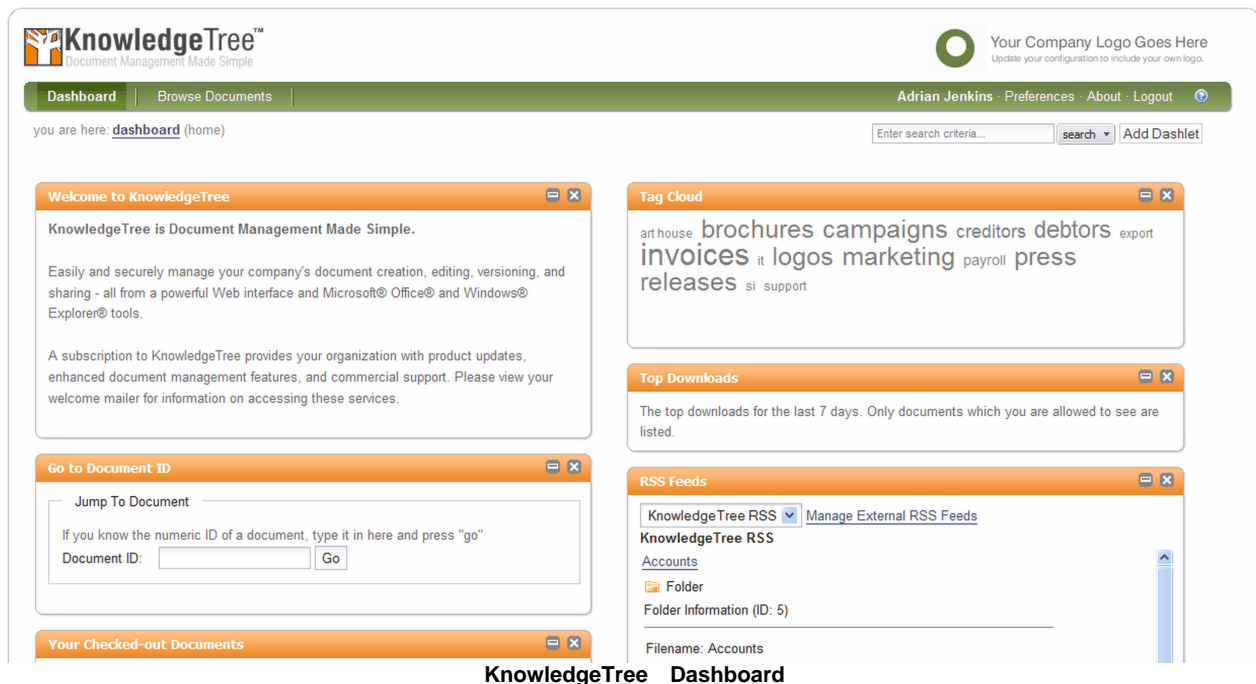 KnowledgeTree™
Document Management Made Simple
Your Company Logo Goes Here
Update your configuration to include your own logo.
Dashboard
Browse Documents
Adrian Jenkins · Preferences · About · Logout
?
you are here: dashboard (home)
Enter search criteria...
search
Add Dashlet
Welcome to KnowledgeTree
KnowledgeTree is Document Management Made Simple.
Easily and securely manage your company's document creation, editing, versioning, and
sharing - all from a powerful Web interface and Microsoft® Office® and Windows®
Explorer® tools.
A subscription to KnowledgeTree provides your organization with product updates,
enhanced document management features, and commercial support. Please view your
welcome mailer for information on accessing these services.
Go to Document ID
Jump To Document
If you know the numeric ID of a document, type it in here and press "go"
Document ID:
Go
Your Checked-out Documents
Tag Cloud
art house brochures campaigns creditors debtors export
invoices it logos marketing payroll press
releases si support
Top Downloads
The top downloads for the last 7 days. Only documents which you are allowed to see are
listed.
RSS Feeds
KnowledgeTree RSS
Manage External RSS Feeds
KnowledgeTree RSS
Accounts
Folder
Folder Information (ID: 5)
Filename: Accounts
KnowledgeTree Dashboard